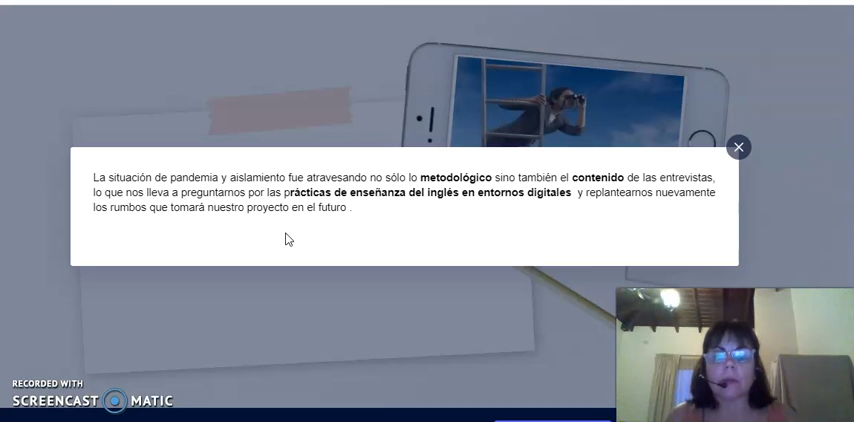 La situación de pandemia y aislamiento fue atravesando no sólo lo metodológico sino también el contenido de las entrevistas,
lo que nos lleva a preguntarnos por las prácticas de enseñanza del inglés en entornos digitales y replantearnos nuevamente
los rumbos que tomará nuestro proyecto en el futuro .
RECORDED WITH
SCREENCAST MATIC